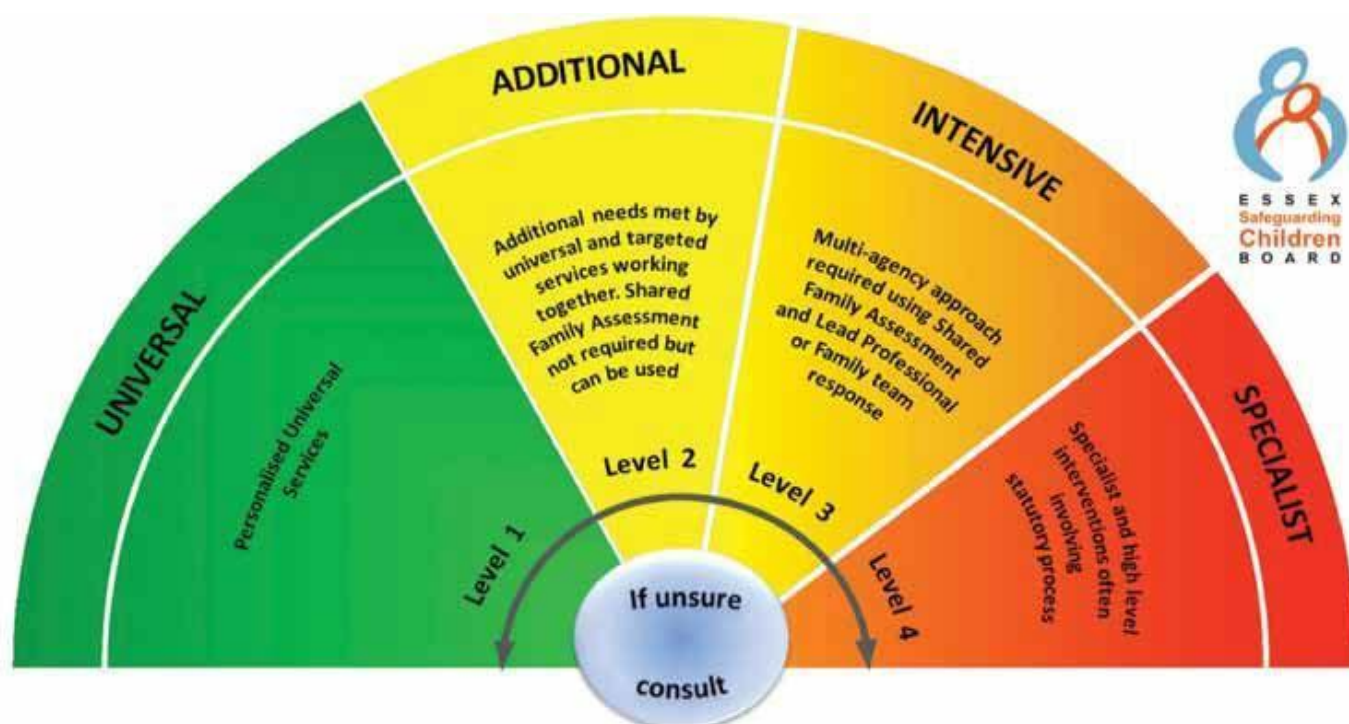 UNIVERSAL
Personalised Universal
Services
Level 1
ADDITIONAL
Additional needs met by
universal and targeted
services working
together. Shared
Family Assessment
not required but
can be used
Level 2
INTENSIVE
Multi-agency approach
required using Shared
Family Assessment
and Lead Professional
or Family team
response
Level 3
SPECIALIST
Specialist and high level
interventions often
involving
statutory process
Level 4
If unsure
consult
ESSEX
Safeguarding
Children
BOARD